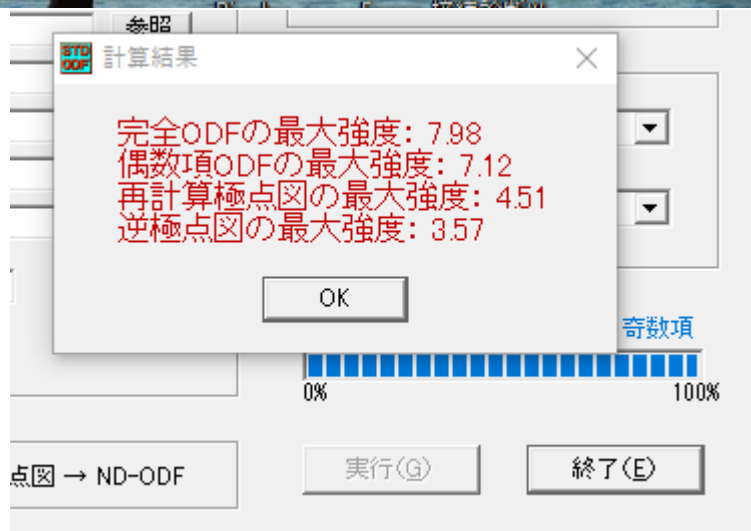 参照
STD
ODF
計算結果
完全ODFの最大強度: 7.98
偶数項ODFの最大強度: 7.12
再計算極点図の最大強度: 4.51
逆極点図の最大強度: 3.57
OK
奇数項
0%
100%
点図 → ND-ODF
実行(G)
終了(E)